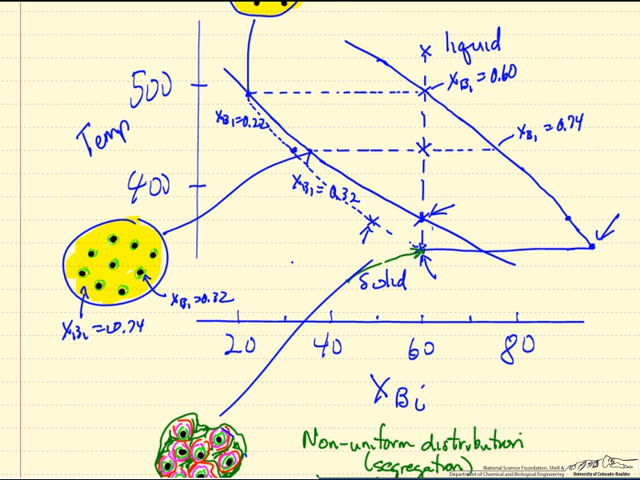 liquid
500
X_Bi=0.60
X_Bi=0.22
X_Bi=0.74
Temp
400
X_Bi=0.32
X_Bi=0.32
X_Bi=0.74
Solid
20 40 60 80
X_Bi
Non-uniform distribution
(segregation)
National Science Foundation, Shell &
Department of Chemical and Biological Engineering
University of Colorado Boulder